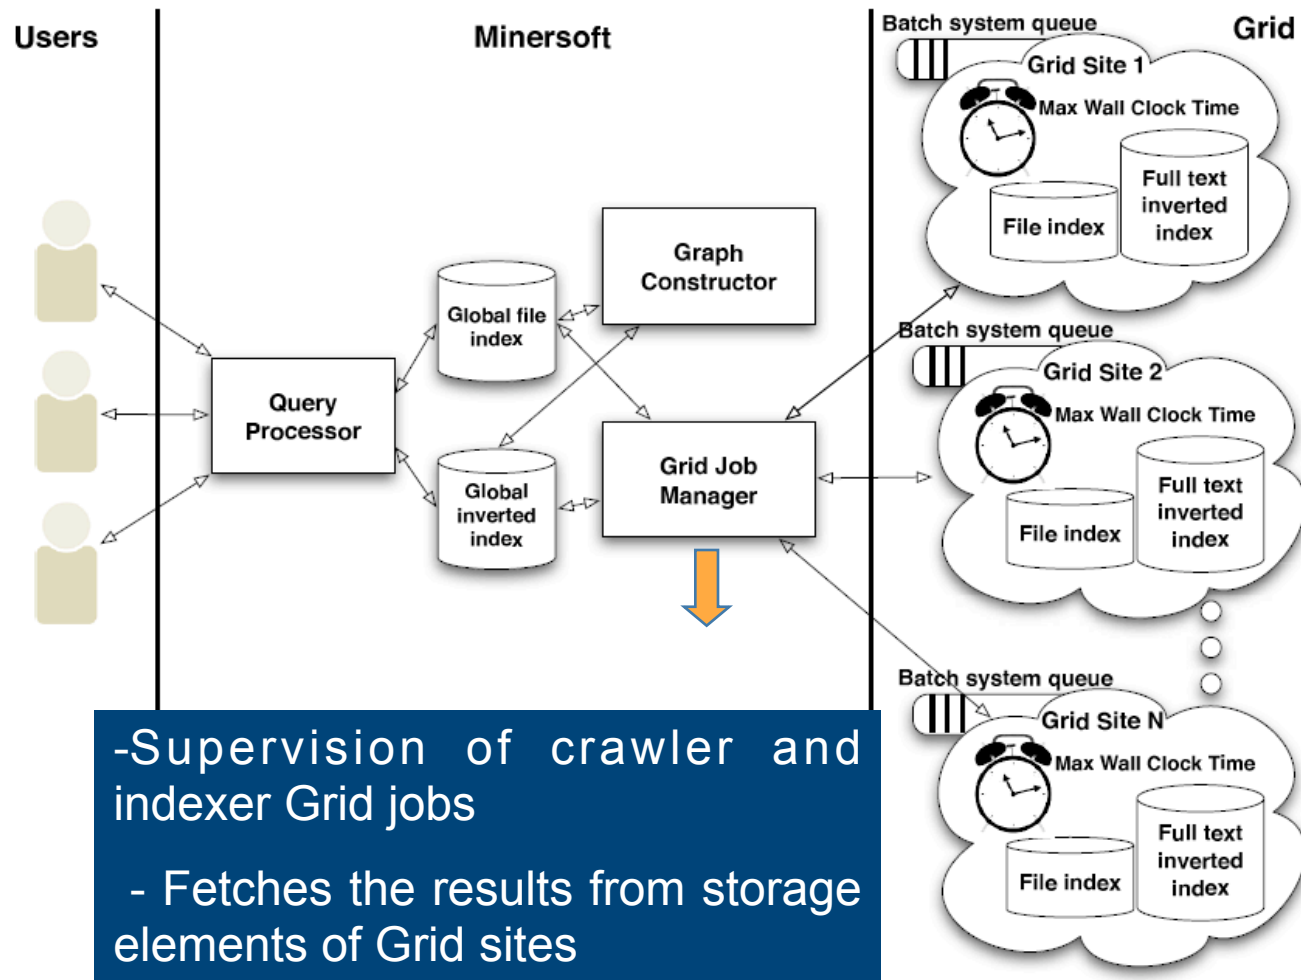 Users
Minersoft
Grid
Batch system queue
Grid Site 1
Max Wall Clock Time
File index
Full text
inverted
index
Graph
Constructor
Global file
index
Query
Processor
Global
inverted
index
Grid Job
Manager
Batch system queue
Grid Site 2
Max Wall Clock Time
File index
Full text
inverted
index
Batch system queue
Grid Site N
Max Wall Clock Time
File index
Full text
inverted
index
-Supervision of crawler and
indexer Grid jobs
- Fetches the results from storage
elements of Grid sites